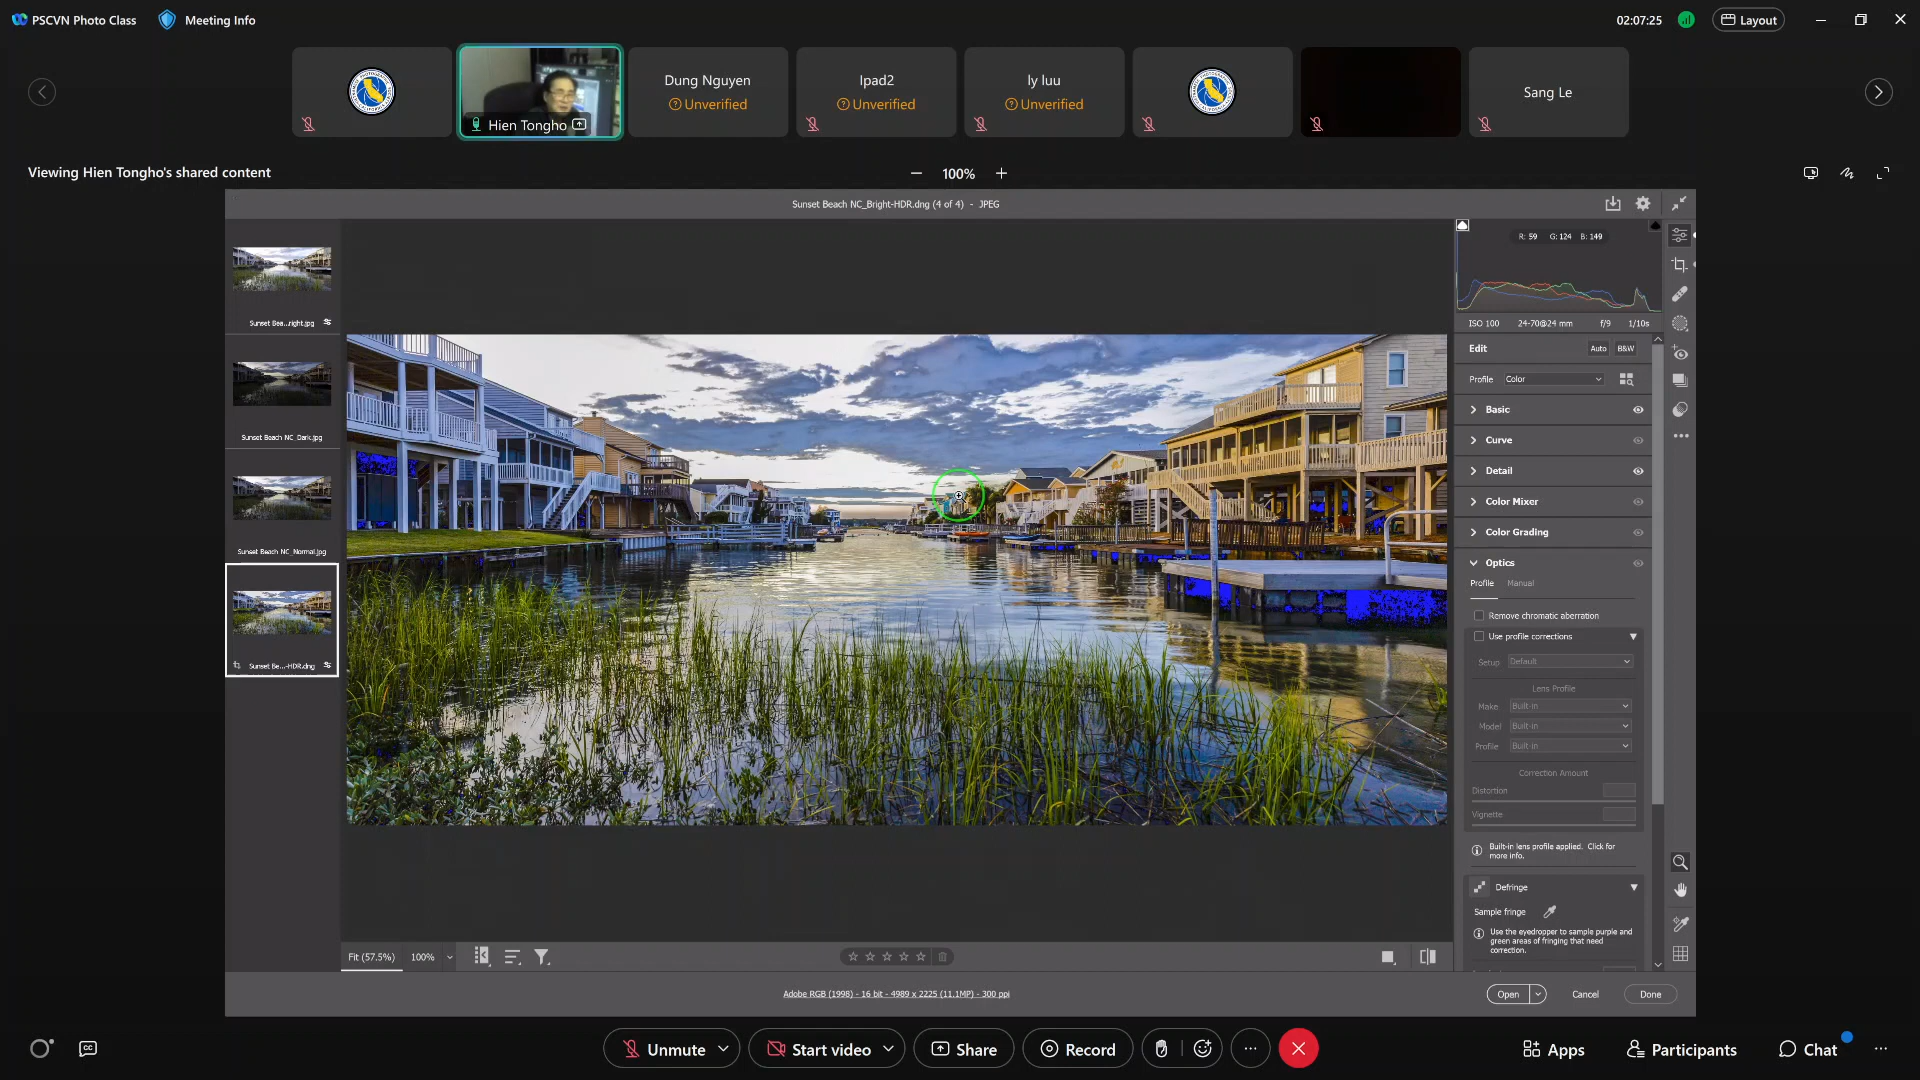 PSCVN Photo Class
Meeting Info
02:07:25
Layout
Hien Tongho
Dung Nguyen
Unverified
Ipad2
Unverified
ly luu
Unverified
Sang Le
Viewing Hien Tongho's shared content
100%
Sunset Beach NC_Bright-HDR.dng (4 of 4) - JPEG
Sunset Bea...right.jpg
Sunset Beach NC_Dark.jpg
Sunset Beach NC_Normal.jpg
Sunset Be...-HDR.dng
R: 59 G: 124 B: 149
ISO 100 24-70@24 mm f/9 1/10s
Edit
Auto
B&W
Profile
Color
Basic
Curve
Detail
Color Mixer
Color Grading
Optics
Profile
Manual
Remove chromatic aberration
Use profile corrections
Setup
Default
Lens Profile
Make
Built-in
Model
Built-in
Profile
Built in
Correction Amount
Distortion
Vignette
Built-in lens profile applied. Click for
more info.
Defringe
Sample fringe
Use the eyedropper to sample purple and
green areas of fringing that need
correction.
Fit (57.5%)
100%
Adobe RGB (1998) - 16 bit - 4989 x 2225 (11.1MP) - 300 ppi
Open
Cancel
Done
Unmute
Start video
Share
Record
Apps
Participants
Chat